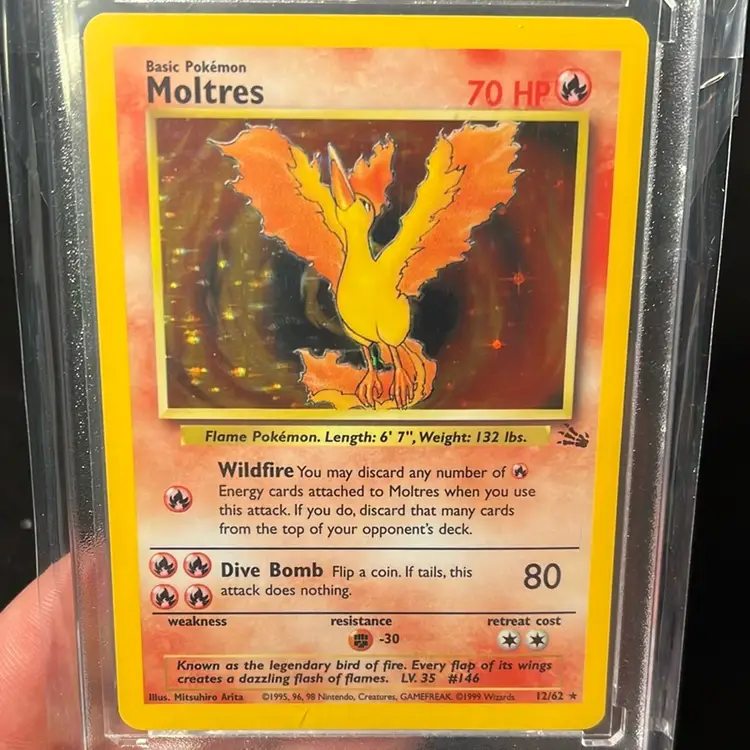 Basic Pokémon
Moltres
70 HP
Flame Pokémon. Length: 6' 7", Weight: 132 lbs.
Wildfire You may discard any number of
Energy cards attached to Moltres when you use
this attack. If you do, discard that many cards
from the top of your opponent's deck.
Dive Bomb Flip a coin. If tails, this
attack does nothing.
80
weakness resistance retreat cost
-30
Known as the legendary bird of fire. Every flap of its wings
creates a dazzling flash of flames. LV. 35 #146
Illus. Mitsuhiro Arita ©1995, 96, 98 Nintendo, Creatures, GAMEFREAK. ©1999 Wizards. 12/62 ★